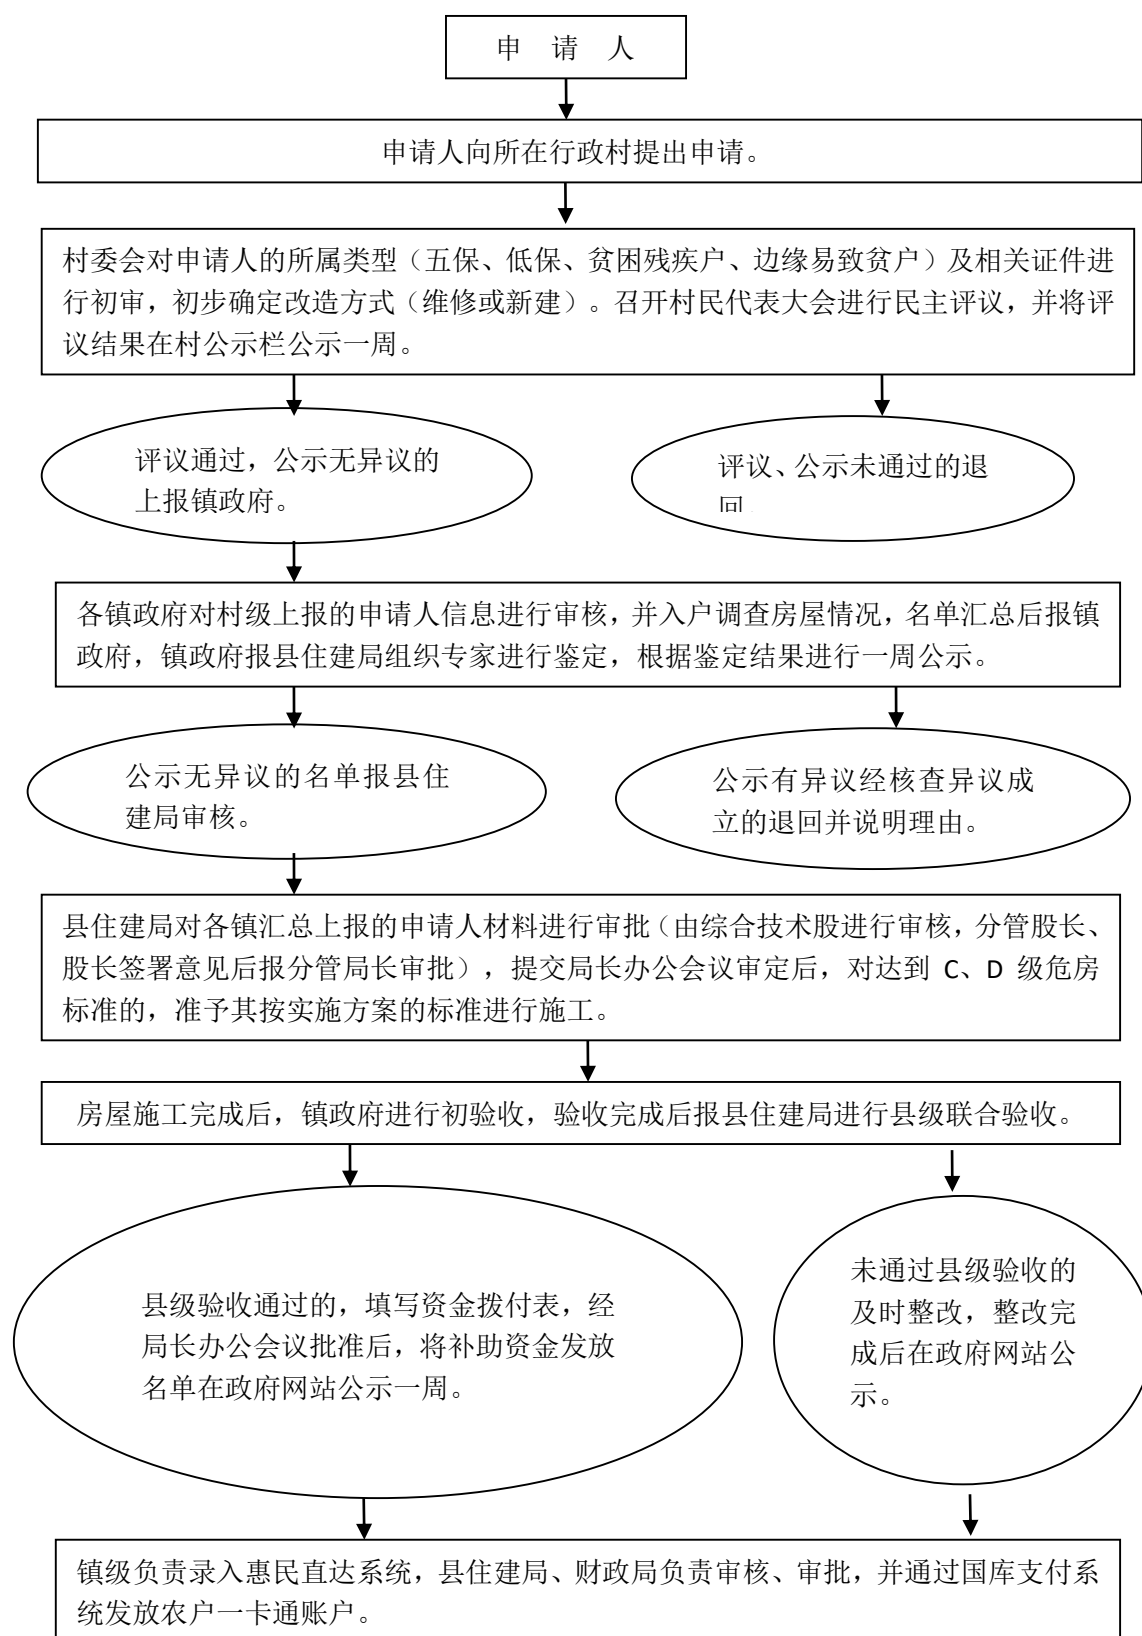 申 请 人
申请人向所在行政村提出申请。
村委会对申请人的所属类型（五保、低保、贫困残疾户、边缘易致贫户）及相关证件进
行初审，初步确定改造方式（维修或新建）。召开村民代表大会进行民主评议，并将评
议结果在村公示栏公示一周。
评议通过，公示无异议的
上报镇政府。
评议、公示未通过的退
回
各镇政府对村级上报的申请人信息进行审核，并入户调查房屋情况，名单汇总后报镇
政府，镇政府报县住建局组织专家进行鉴定，根据鉴定结果进行一周公示。
公示无异议的名单报县住
建局审核。
公示有异议经核查异议成
立的退回并说明理由。
县住建局对各镇汇总上报的申请人材料进行审批（由综合技术股进行审核，分管股长、
股长签署意见后报分管局长审批），提交局长办公会议审定后，对达到 C、D 级危房
标准的，准予其按实施方案的标准进行施工。
房屋施工完成后，镇政府进行初验收，验收完成后报县住建局进行县级联合验收。
县级验收通过的，填写资金拨付表，经
局长办公会议批准后，将补助资金发放
名单在政府网站公示一周。
未通过县级验收的
及时整改，整改完
成后在政府网站公
示。
镇级负责录入惠民直达系统，县住建局、财政局负责审核、审批，并通过国库支付系
统发放农户一卡通账户。